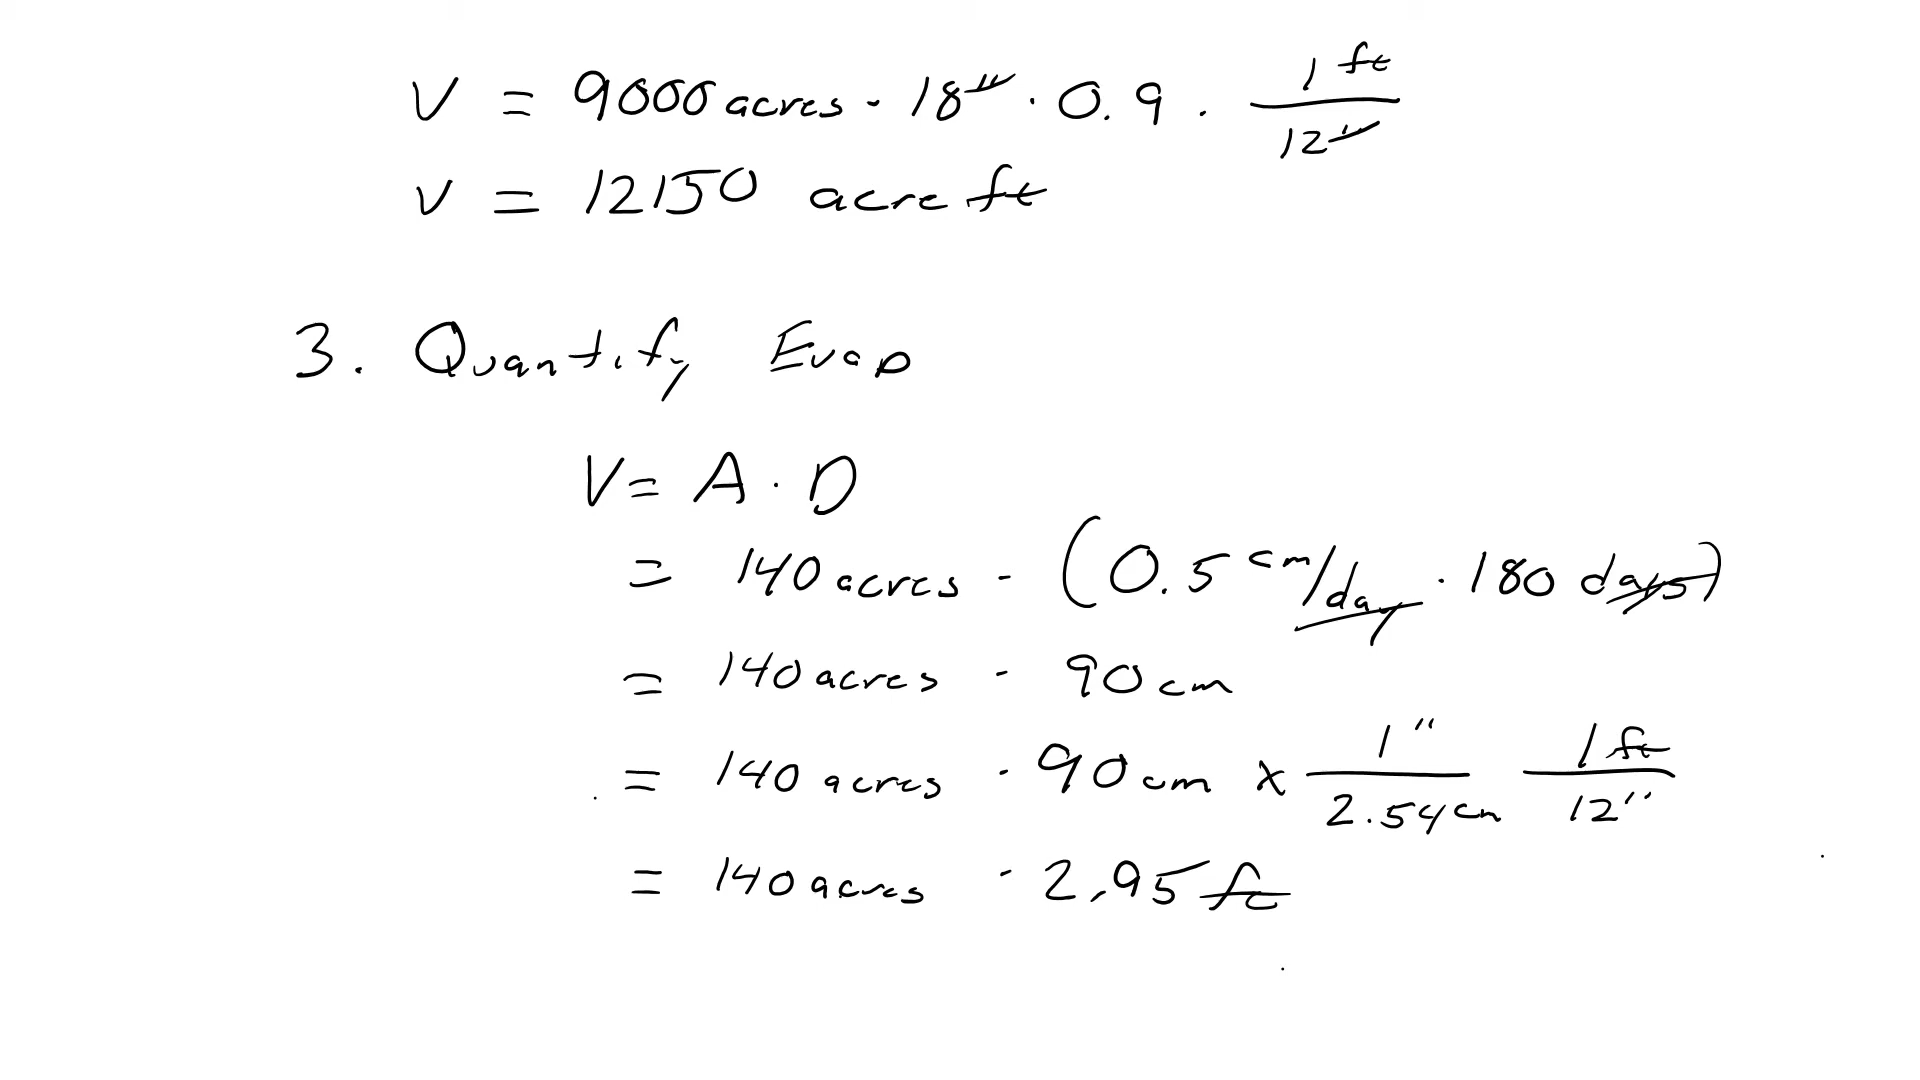 V = 9000 acres · 18" · 0.9 · 1 ft / 12"
V = 12150 acre ft
3. Quantify Evap
V = A · D
= 140 acres · (0.5 cm/day · 180 days)
= 140 acres · 90 cm
= 140 acres · 90 cm x 1" / 2.54 cm 1 ft / 12"
= 140 acres · 2.95 ft